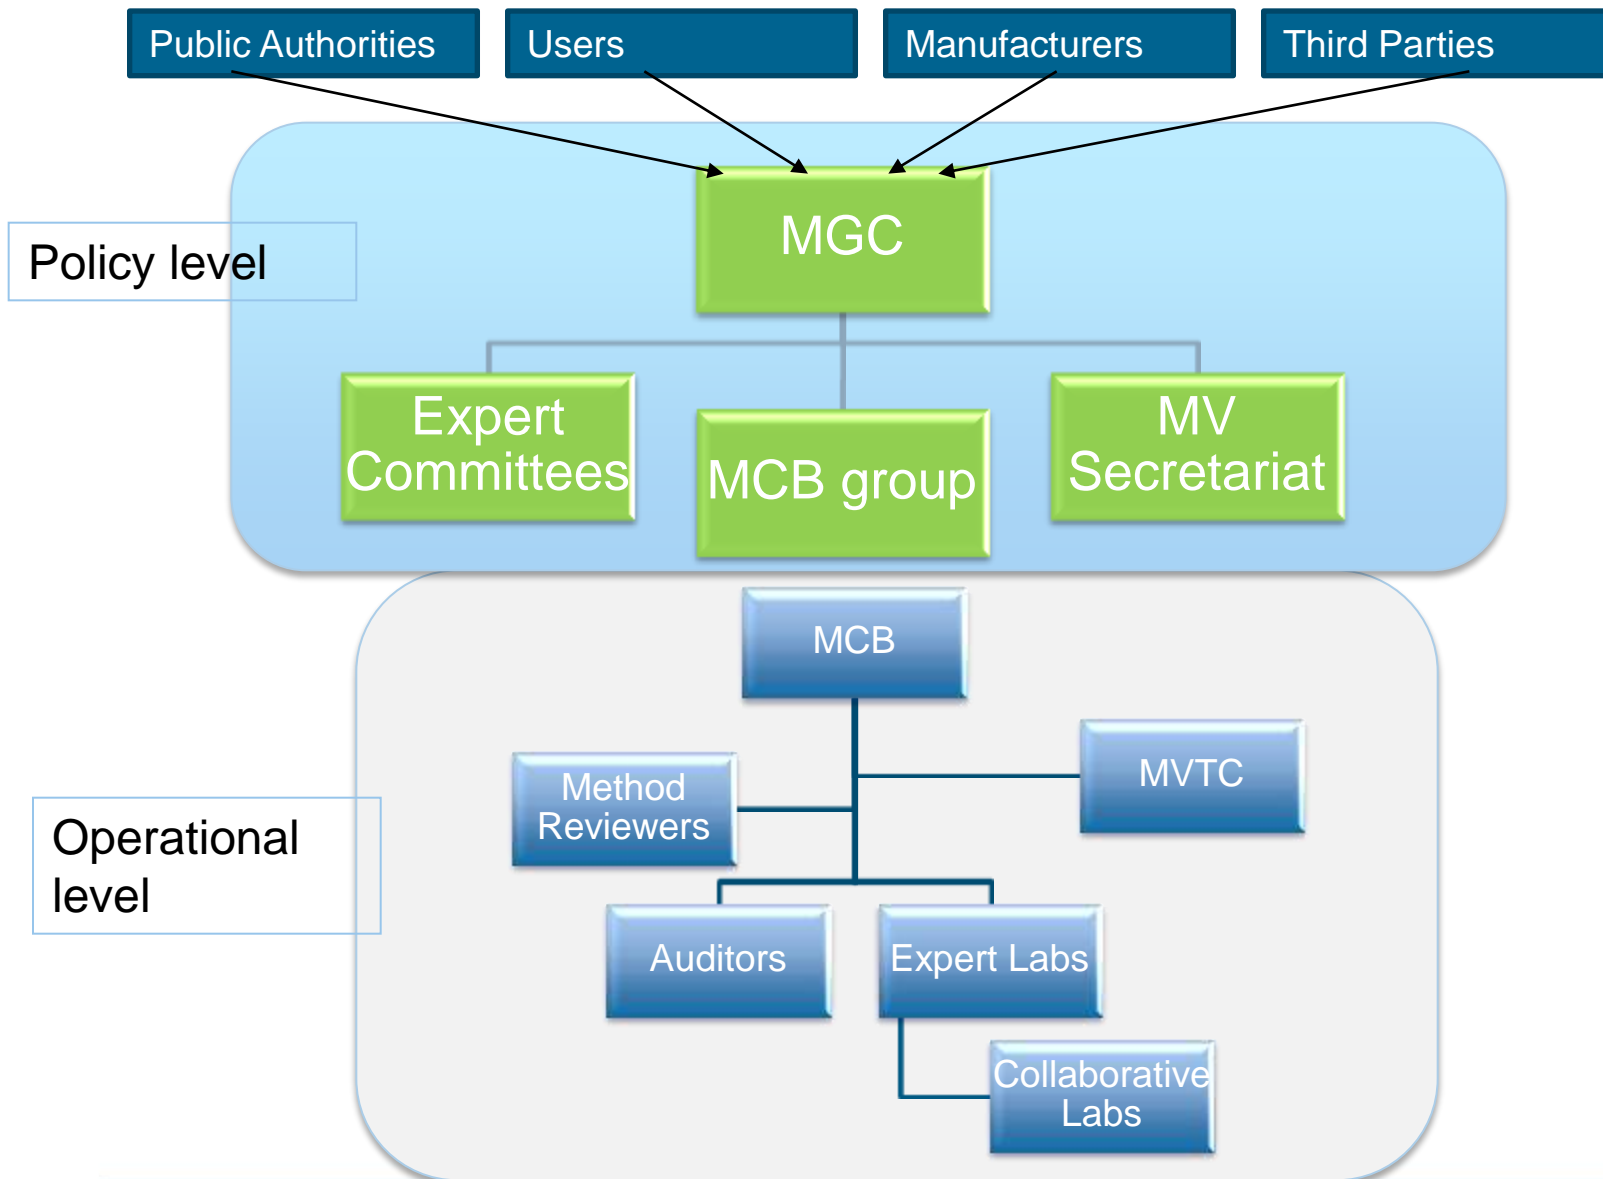 Public Authorities
Users
Manufacturers
Third Parties
MGC
Policy level
Expert
Committees
MCB group
MV
Secretariat
MCB
MVTC
Method
Reviewers
Operational
level
Auditors
Expert Labs
Collaborative
Labs